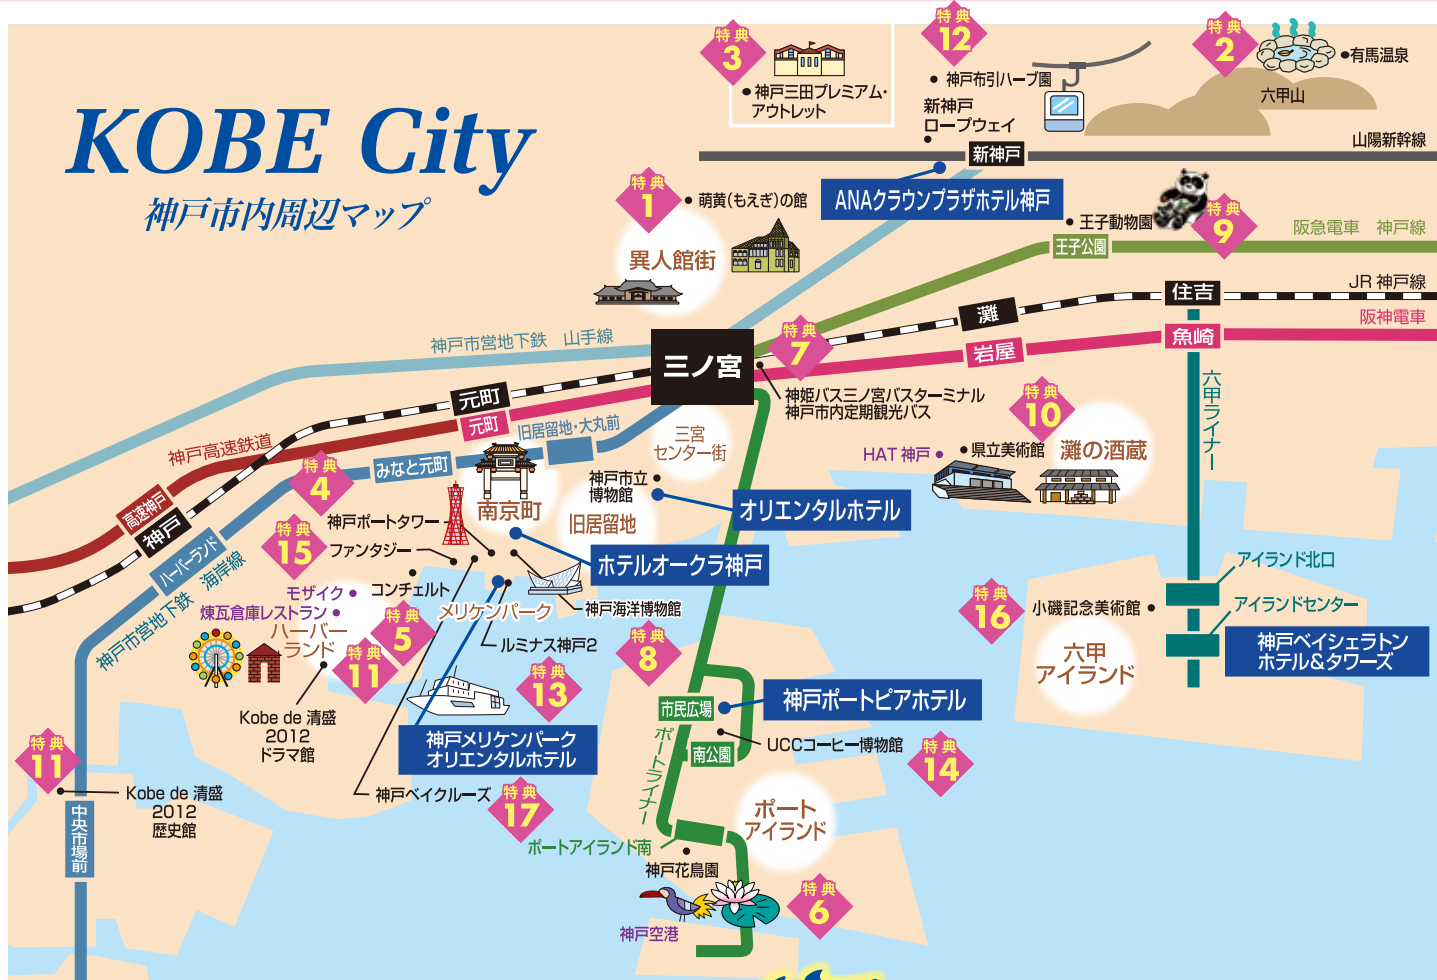 KOBE City
神戸市内周辺マップ
特典
3
神戸三田プレミアム・
アウトレット
特典
12
神戸布引ハーブ園
新神戸
ロープウェイ
特典
2
有馬温泉
六甲山
山陽新幹線
新神戸
ANAクラウンプラザホテル神戸
特典
1
萌黄(もえぎ)の館
異人館街
王子動物園
特典
9
王子公園
阪急電車 神戸線
JR 神戸線
住吉
灘
阪神電車
魚崎
岩屋
神戸市営地下鉄 山手線
三ノ宮
特典
7
神姫バス三ノ宮バスターミナル
神戸市内定期観光バス
六甲ライナー
元町
元町
旧居留地・大丸前
みなと元町
神戸高速鉄道
高速神戸
神戸
ハーバーランド
神戸市営地下鉄 海岸線
三宮
センター街
特典
10
灘の酒蔵
HAT 神戸
県立美術館
特典
4
神戸市立
博物館
オリエンタルホテル
南京町
旧居留地
神戸ポートタワー
特典
15
ファンタジー
コンチェルト
ホテルオークラ神戸
モザイク
煉瓦倉庫レストラン
ハーバー
ランド
特典
5
特典
11
メリケンパーク
神戸海洋博物館
ルミナス神戸2
特典
8
特典
13
アイランド北口
アイランドセンター
特典
16
小磯記念美術館
六甲
アイランド
神戸ベイシェラトン
ホテル&タワーズ
Kobe de 清盛
2012
ドラマ館
神戸メリケンパーク
オリエンタルホテル
神戸ベイクルーズ
特典
17
市民広場
神戸ポートピアホテル
UCCコーヒー博物館
特典
14
南公園
ポートライナー
ポート
アイランド
特典
11
Kobe de 清盛
2012
歴史館
中央市場前
ポートアイランド南
神戸花鳥園
特典
6
神戸空港